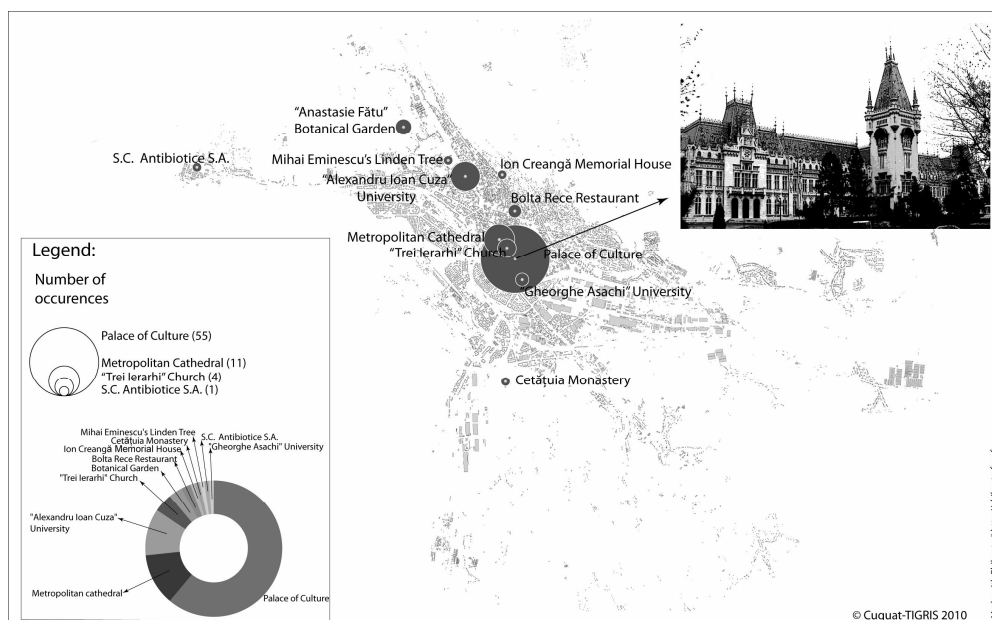 "Anastasie Fătu"
Botanical Garden
S.C. Antibiotice S.A.
Mihai Eminescu's Linden Tree
Ion Creangă Memorial House
"Alexandru Ioan Cuza"
University
Bolta Rece Restaurant
Metropolitan Cathedral
"Trei Ierarhi" Church
Palace of Culture
"Gheorghe Asachi" University
Cetăţuia Monastery
Legend:
Number of
occurences
Palace of Culture (55)
Metropolitan Cathedral (11)
"Trei Ierarhi" Church (4)
S.C. Antibiotice S.A. (1)
Mihai Eminescu's Linden Tree
S.C. Antibiotice S.A.
Cetăţuia Monastery
"Gheorghe Asachi" University
Ion Creangă Memorial House
Bolta Rece Restaurant
Botanical Garden
"Trei Ierarhi" Church
"Alexandru Ioan Cuza"
University
Metropolitan cathedral
Palace of Culture
© Cuguat-TIGRIS 2010